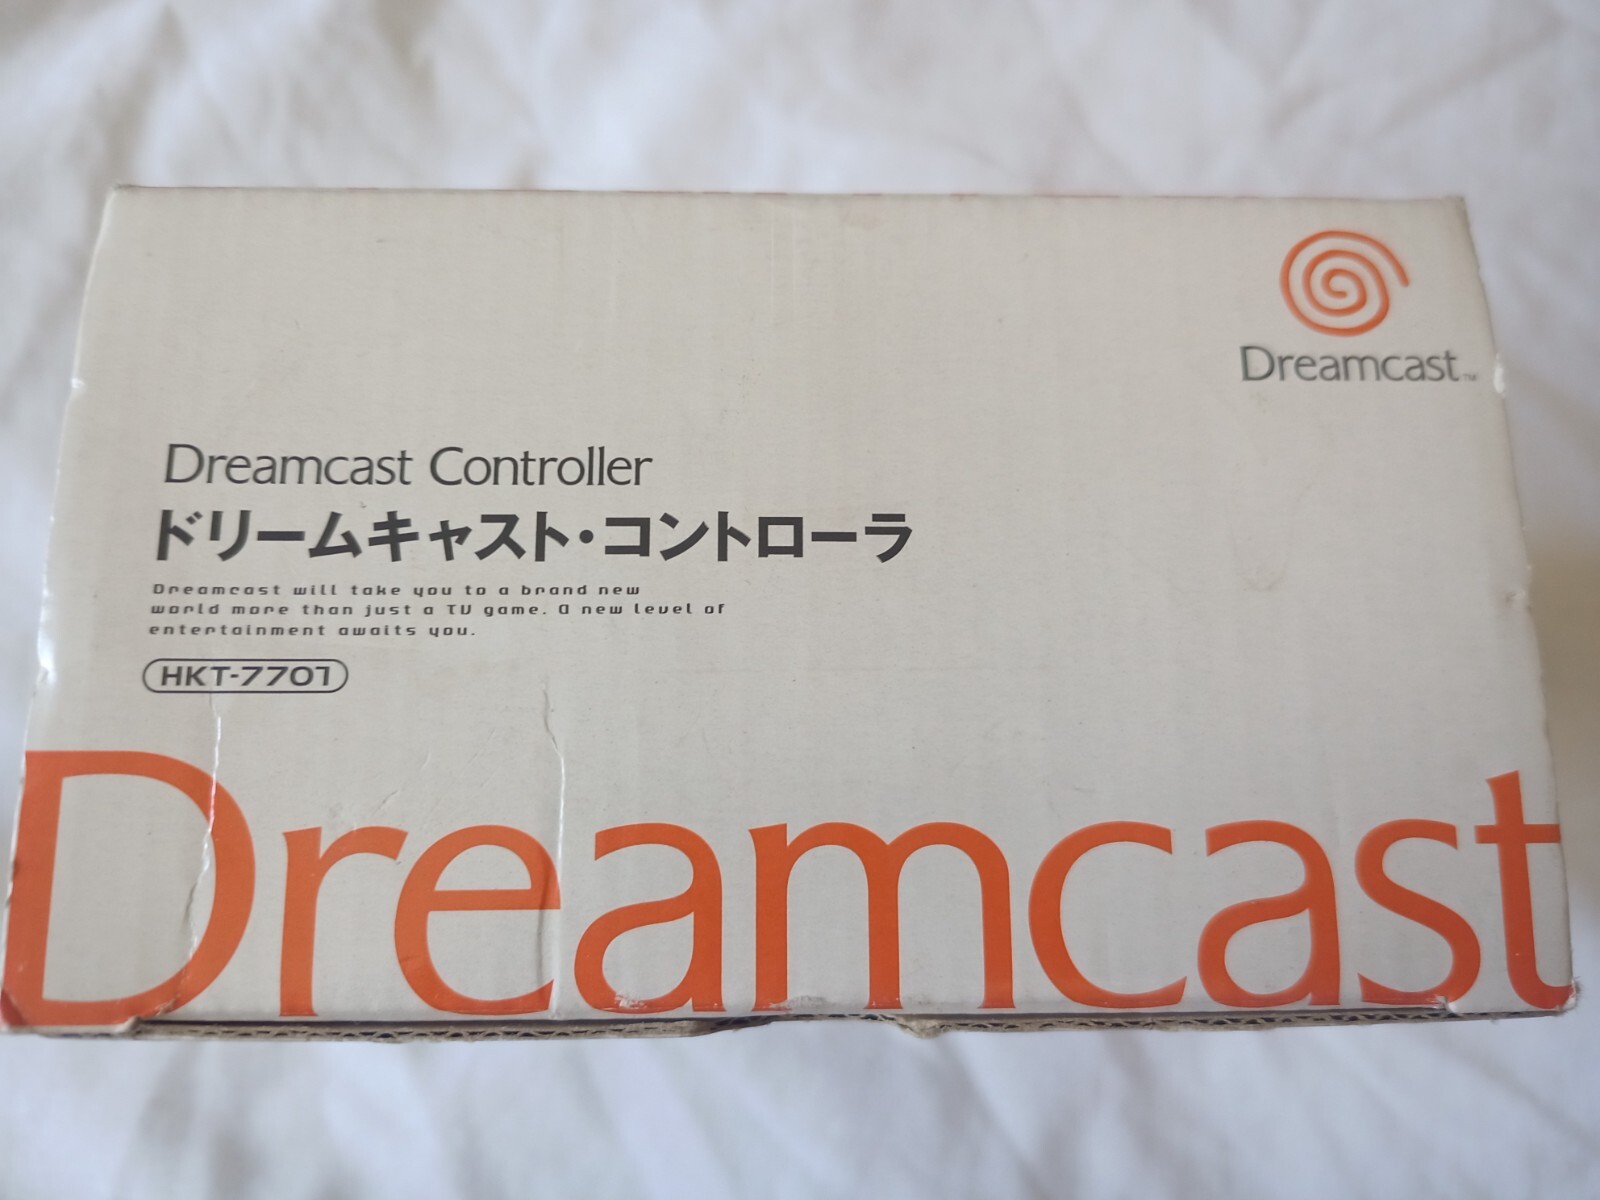 Dreamcast™
Dreamcast Controller
ドリームキャスト・コントローラ
Dreamcast will take you to a brand new
world more than just a TV game. A new level of
entertainment awaits you.
HKT-7701
Dreamcast